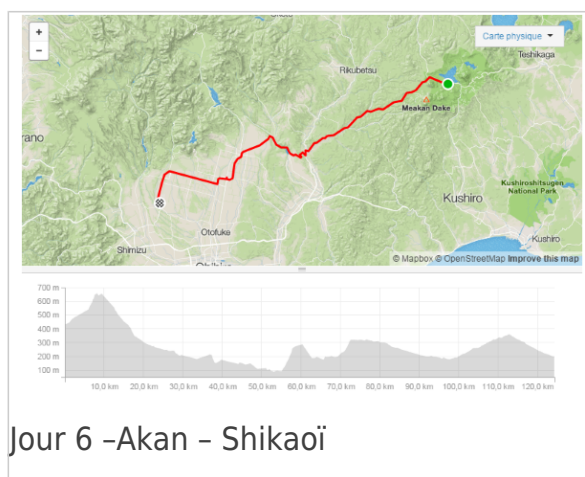 +
−
Carte physique
Teshikaga
Rikubetsu
Meakan Dake
rano
Kushiroshitsugen
National Park
Kushiro
Otofuke
Kushiro
Shimizu
© Mapbox © OpenStreetMap Improve this map
700 m
600 m
500 m
400 m
300 m
200 m
100 m
10,0 km 20,0 km 30,0 km 40,0 km 50,0 km 60,0 km 70,0 km 80,0 km 90,0 km 100,0 km 110,0 km 120,0 km
Jour 6 –Akan – Shikaoï